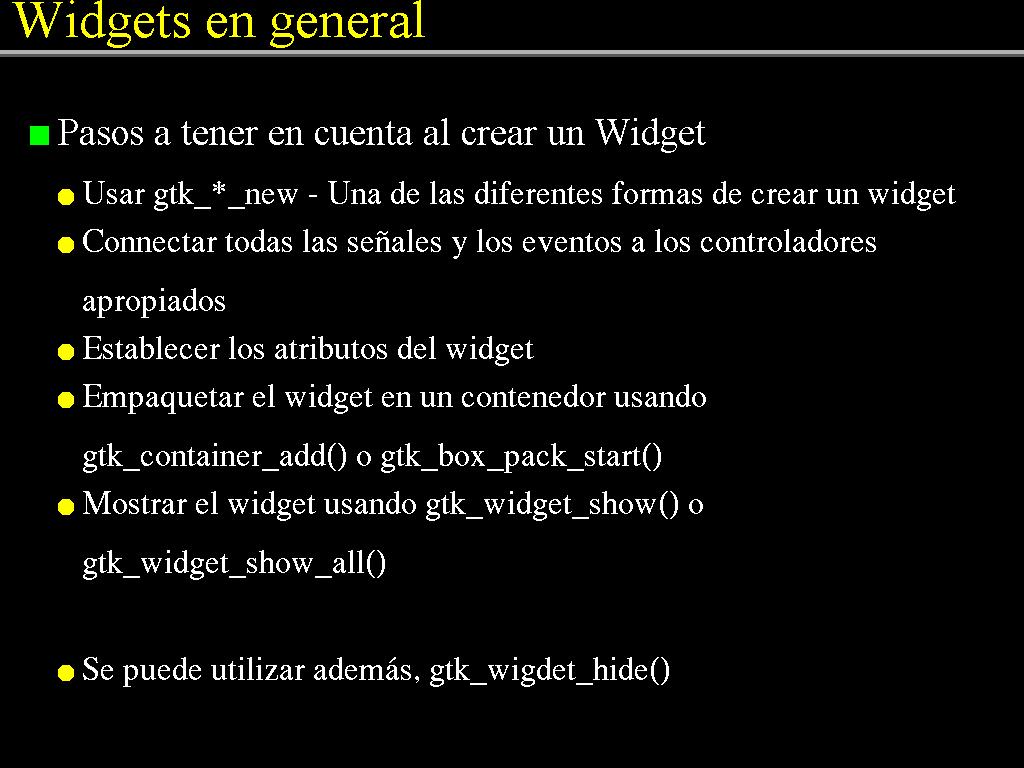 Widgets en general
Pasos a tener en cuenta al crear un Widget
Usar gtk_*_new - Una de las diferentes formas de crear un widget
Connectar todas las señales y los eventos a los controladores
apropiados
Establecer los atributos del widget
Empaquetar el widget en un contenedor usando
gtk_container_add() o gtk_box_pack_start()
Mostrar el widget usando gtk_widget_show() o
gtk_widget_show_all()
Se puede utilizar además, gtk_wigdet_hide()